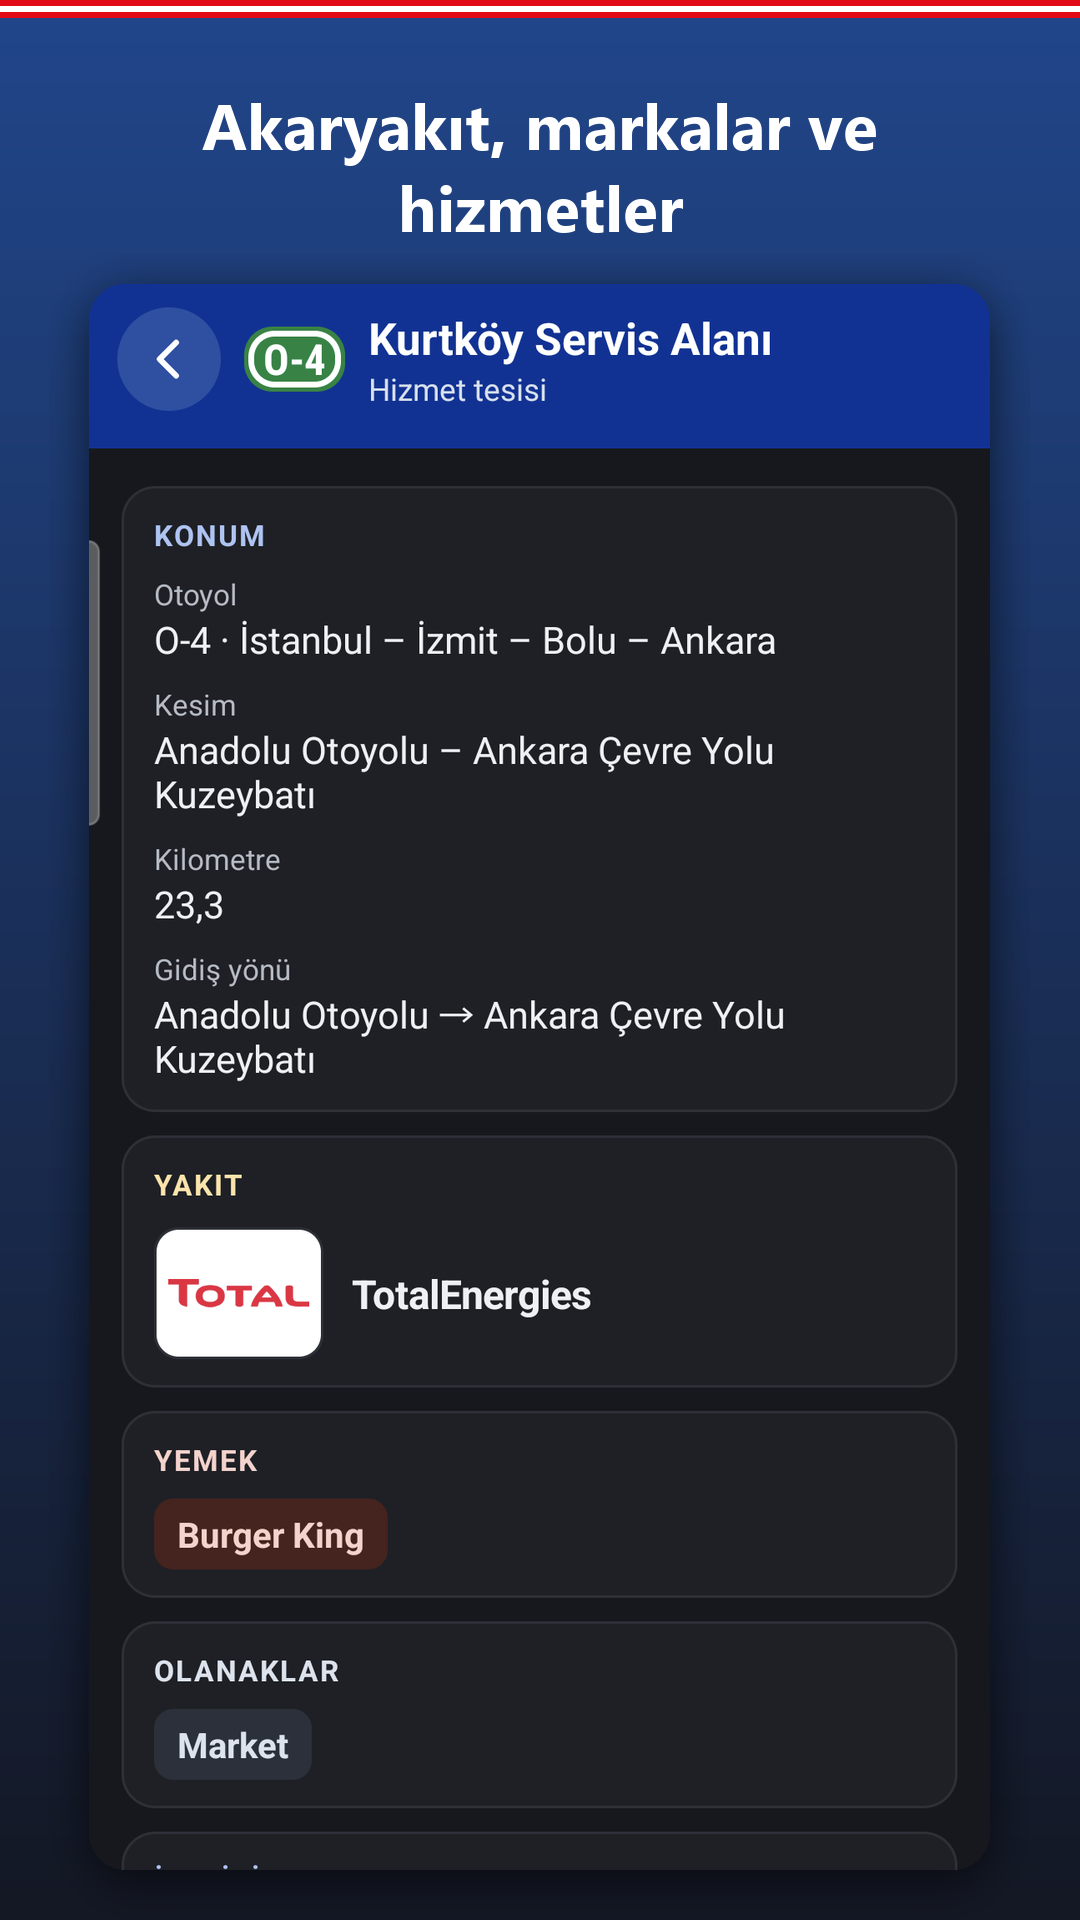 Akaryakıt, markalar ve
hizmetler
O-4
Kurtköy Servis Alanı
Hizmet tesisi
KONUM
Otoyol
O-4 · İstanbul – İzmit – Bolu – Ankara
Kesim
Anadolu Otoyolu – Ankara Çevre Yolu
Kuzeybatı
Kilometre
23,3
Gidiş yönü
Anadolu Otoyolu → Ankara Çevre Yolu
Kuzeybatı
YAKIT
TOTAL
TotalEnergies
YEMEK
Burger King
OLANAKLAR
Market